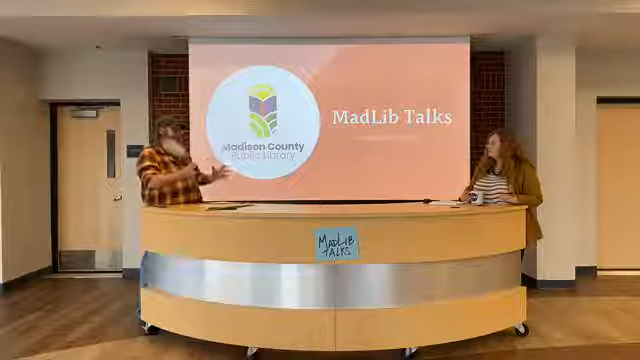 MadLib Talks
Madison County
Public Library
MADLIB
TALKS